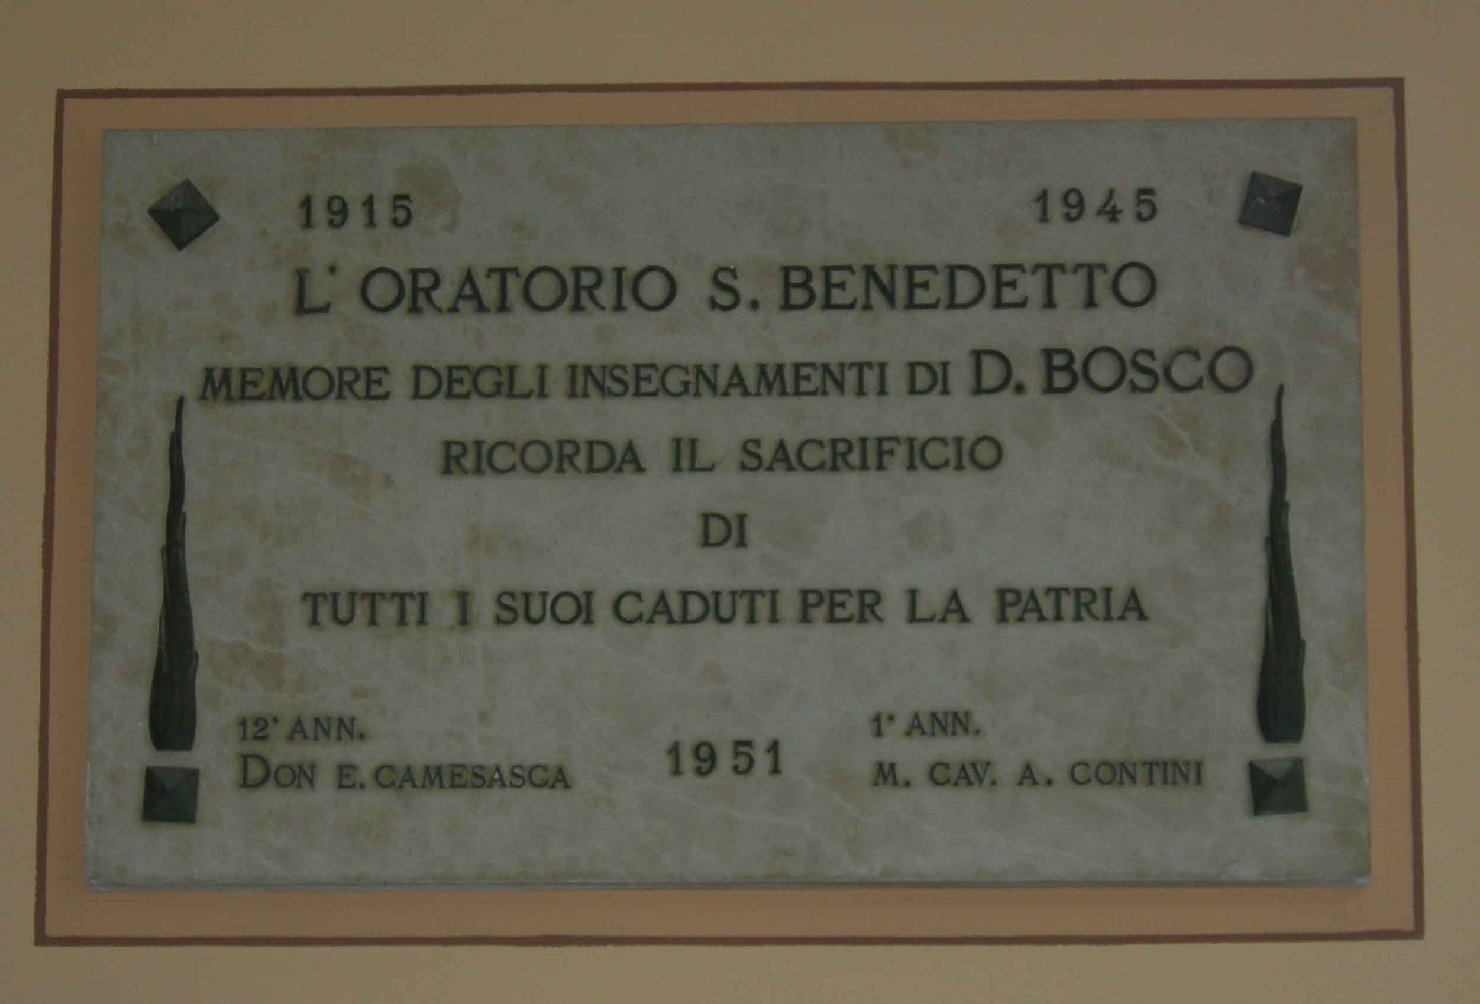 1915 1945
L' ORATORIO S. BENEDETTO
MEMORE DEGLI INSEGNAMENTI DI D. BOSCO
RICORDA IL SACRIFICIO
DI
TUTTI I SUOI CADUTI PER LA PATRIA
12° ANN. 1° ANN.
DON E. CAMESASCA 1951 M. CAV. A. CONTINI